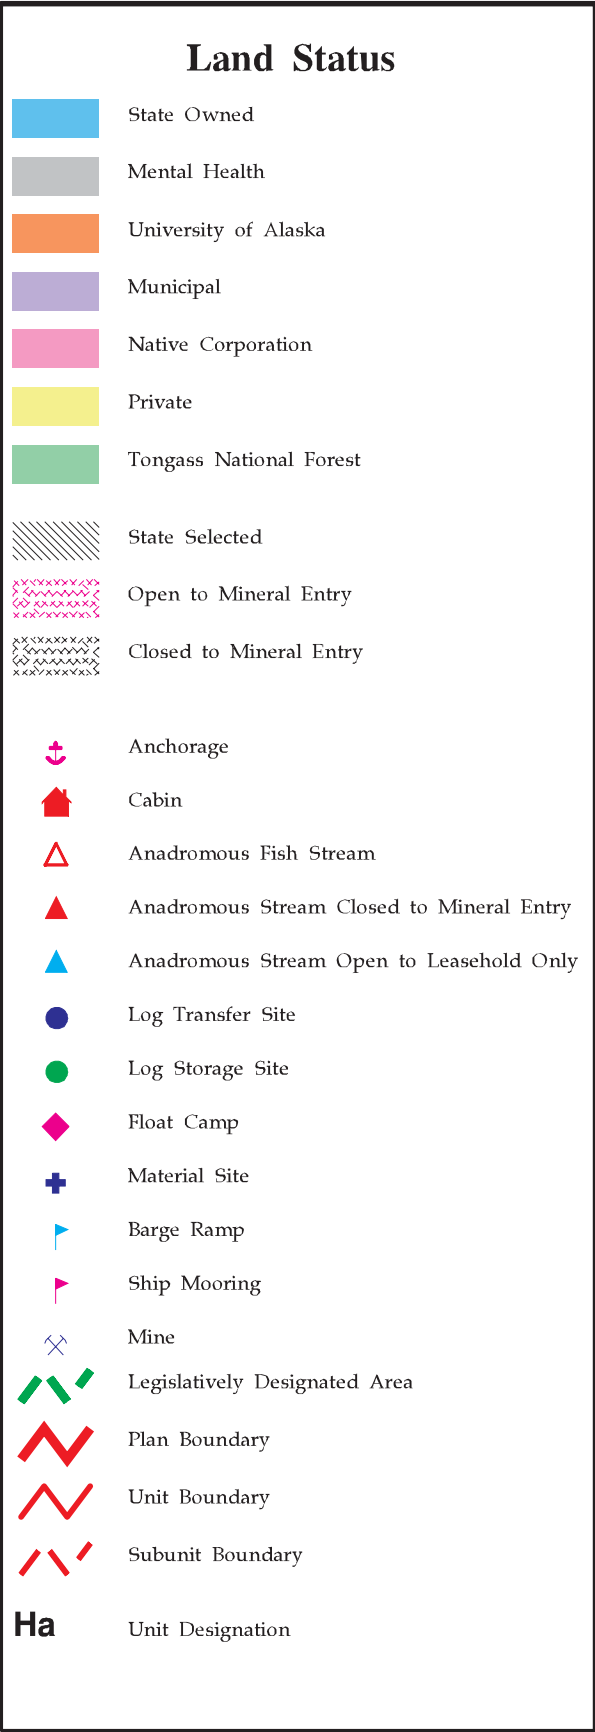 Land Status
State Owned
Mental Health
University of Alaska
Municipal
Native Corporation
Private
Tongass National Forest
State Selected
Open to Mineral Entry
Closed to Mineral Entry
Anchorage
Cabin
Anadromous Fish Stream
Anadromous Stream Closed to Mineral Entry
Anadromous Stream Open to Leasehold Only
Log Transfer Site
Log Storage Site
Float Camp
Material Site
Barge Ramp
Ship Mooring
Mine
Legislatively Designated Area
Plan Boundary
Unit Boundary
Subunit Boundary
Ha Unit Designation